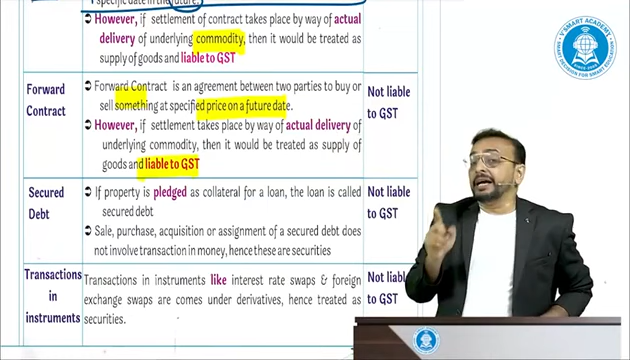 specific date in the future.
➲ However, if settlement of contract takes place by way of actual
delivery of underlying commodity, then it would be treated as
supply of goods and liable to GST
Forward
Contract
➲ Forward Contract is an agreement between two parties to buy or
sell something at specified price on a future date.
➲ However, if settlement takes place by way of actual delivery of
underlying commodity, then it would be treated as supply of
goods and liable to GST
Not liable
to GST
Secured
Debt
➲ If property is pledged as collateral for a loan, the loan is called
secured debt
➲ Sale, purchase, acquisition or assignment of a secured debt does
not involve transaction in money, hence these are securities
Not liable
to GST
Transactions
in
instruments
Transactions in instruments like interest rate swaps & foreign
exchange swaps are comes under derivatives, hence treated as
securities.
Not liable
to GST
V'SMART ACADEMY